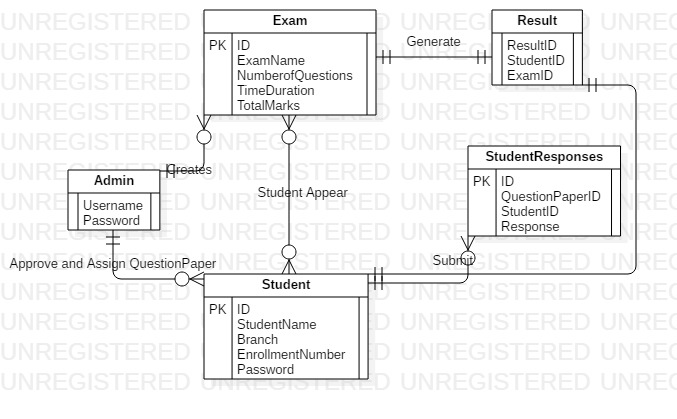 Exam
PK ID
ExamName
NumberofQuestions
TimeDuration
TotalMarks
Generate
Result
ResultID
StudentID
ExamID
Creates
Admin
Username
Password
Student Appear
StudentResponses
PK ID
QuestionPaperID
StudentID
Response
Submit
Approve and Assign QuestionPaper
Student
PK ID
StudentName
Branch
EnrollmentNumber
Password
UNREGISTERED